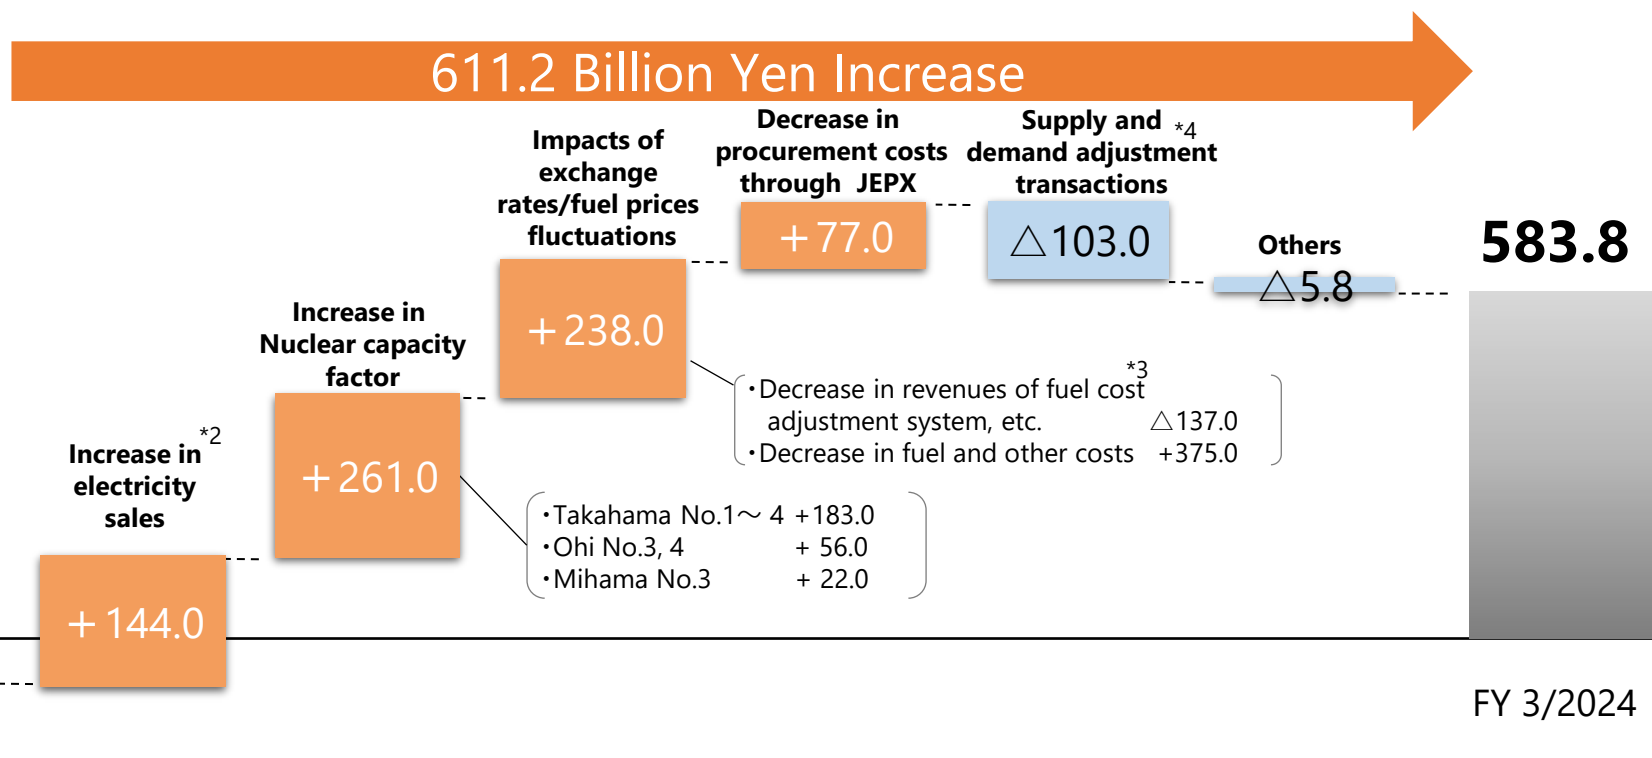 611.2 Billion Yen Increase
Increase in *2
electricity
sales
+144.0
Increase in
Nuclear capacity
factor
+261.0
・Takahama No.1～ 4 +183.0
・Ohi No.3, 4 + 56.0
・Mihama No.3 + 22.0
Impacts of
exchange
rates/fuel prices
fluctuations
+238.0
・Decrease in revenues of fuel cost *3
adjustment system, etc. △137.0
・Decrease in fuel and other costs +375.0
Decrease in
procurement costs
through JEPX
+77.0
Supply and *4
demand adjustment
transactions
△103.0
Others
△5.8
583.8
FY 3/2024